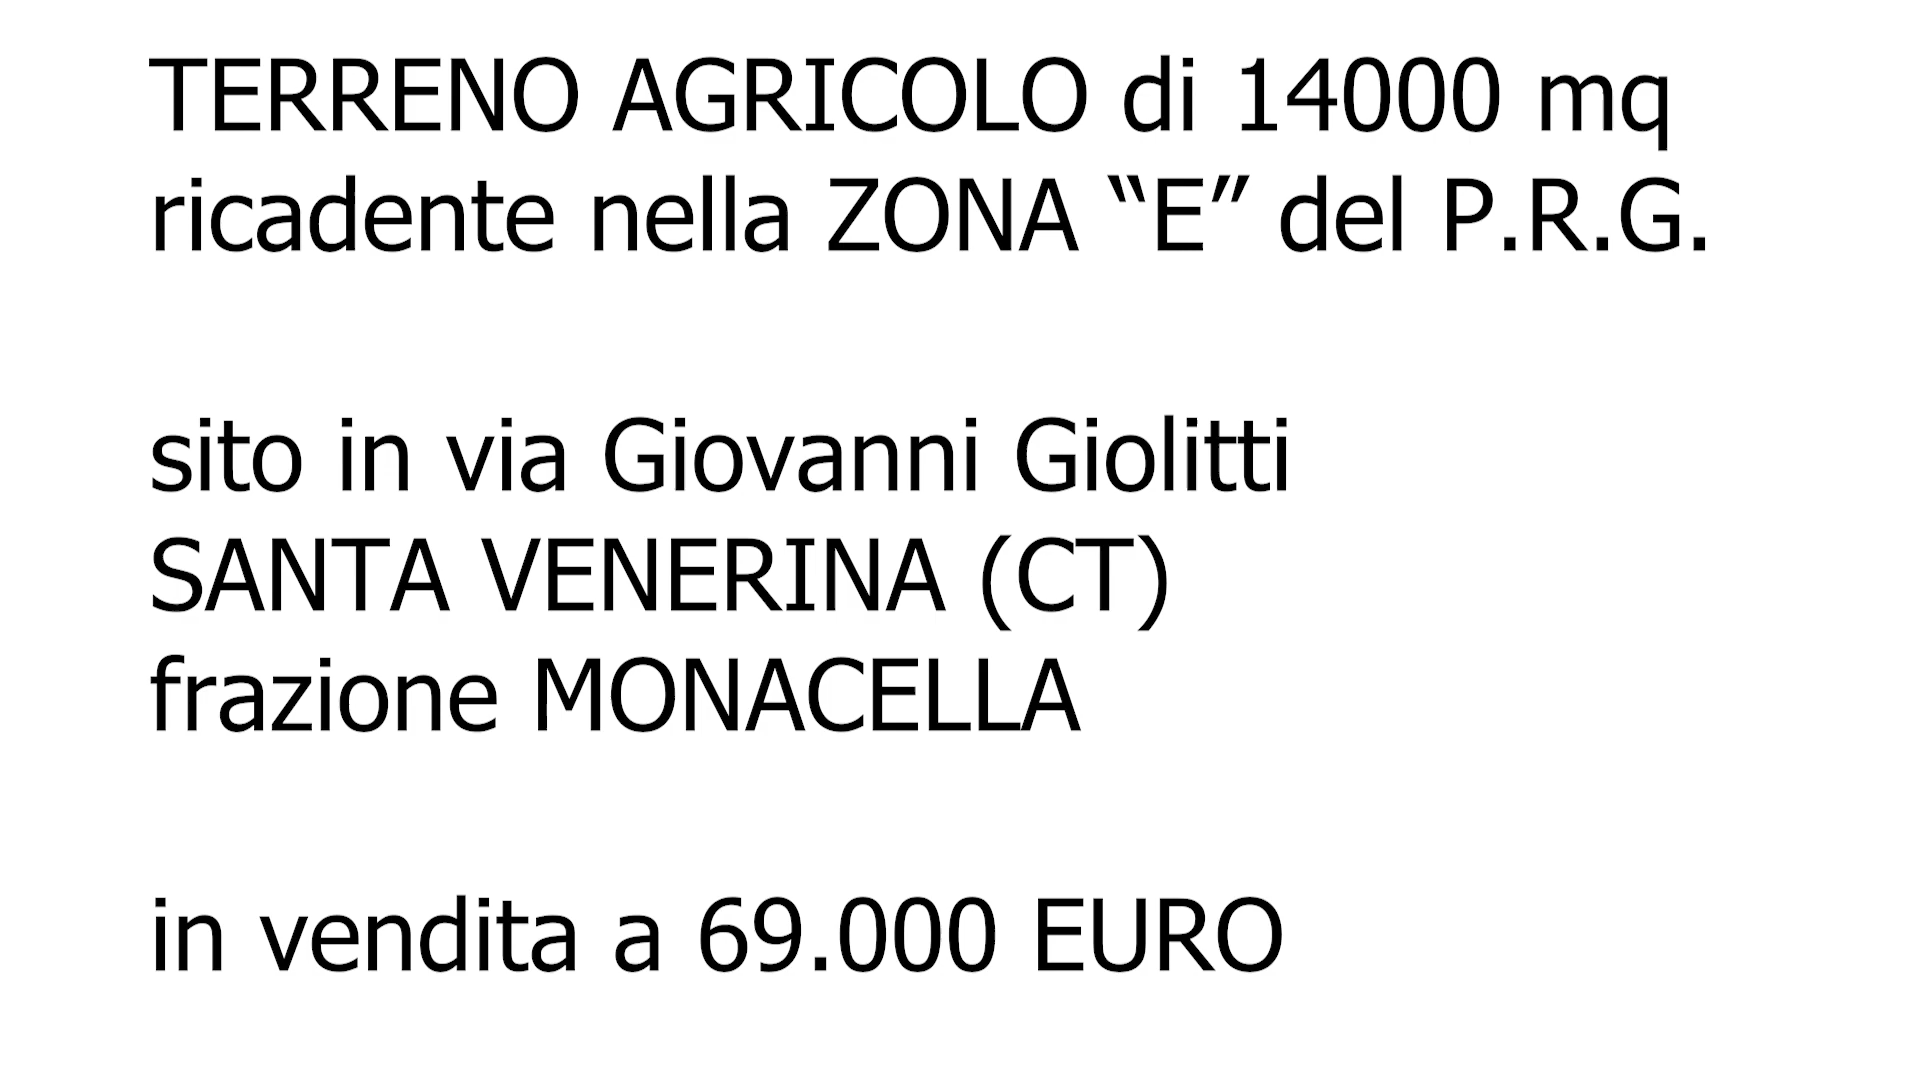 TERRENO AGRICOLO di 14000 mq
ricadente nella ZONA “E” del P.R.G.
sito in via Giovanni Giolitti
SANTA VENERINA (CT)
frazione MONACELLA
in vendita a 69.000 EURO